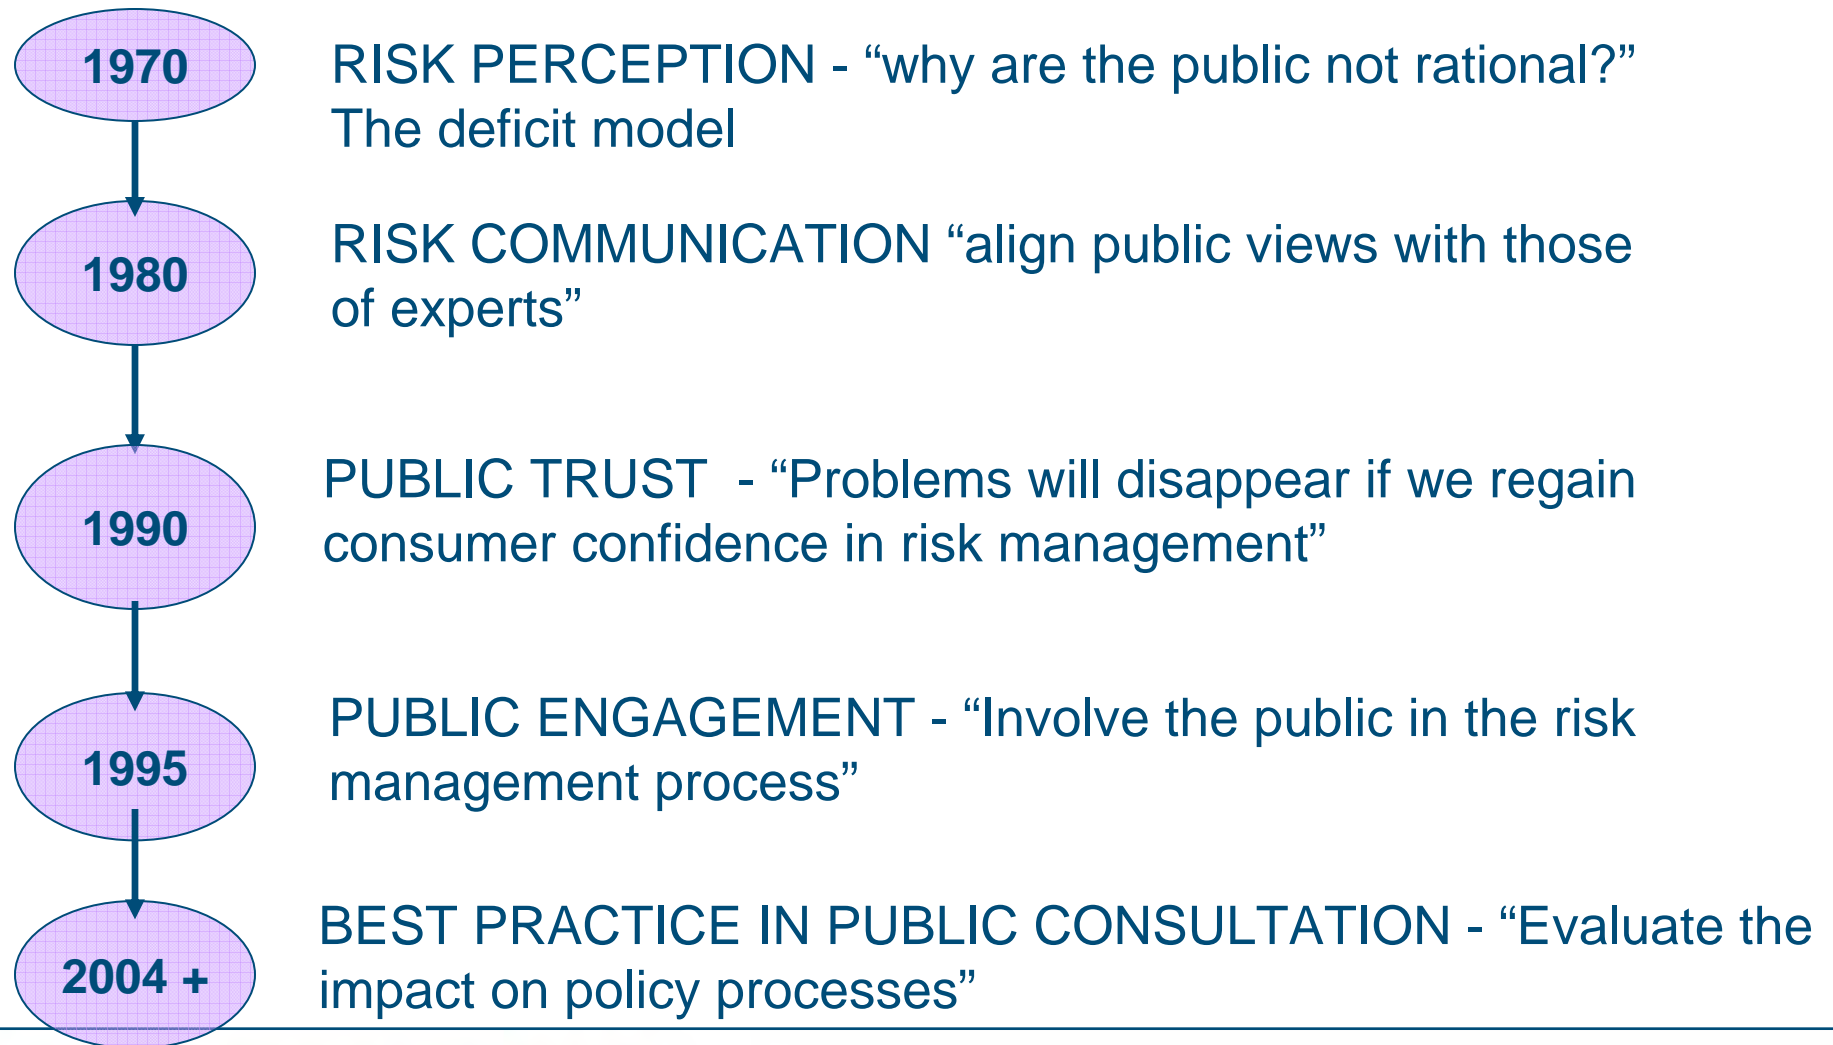 1970
RISK PERCEPTION - “why are the public not rational?”
The deficit model
1980
RISK COMMUNICATION “align public views with those
of experts”
1990
PUBLIC TRUST  - “Problems will disappear if we regain
consumer confidence in risk management”
1995
PUBLIC ENGAGEMENT - “Involve the public in the risk
management process”
2004 +
BEST PRACTICE IN PUBLIC CONSULTATION - “Evaluate the
impact on policy processes”